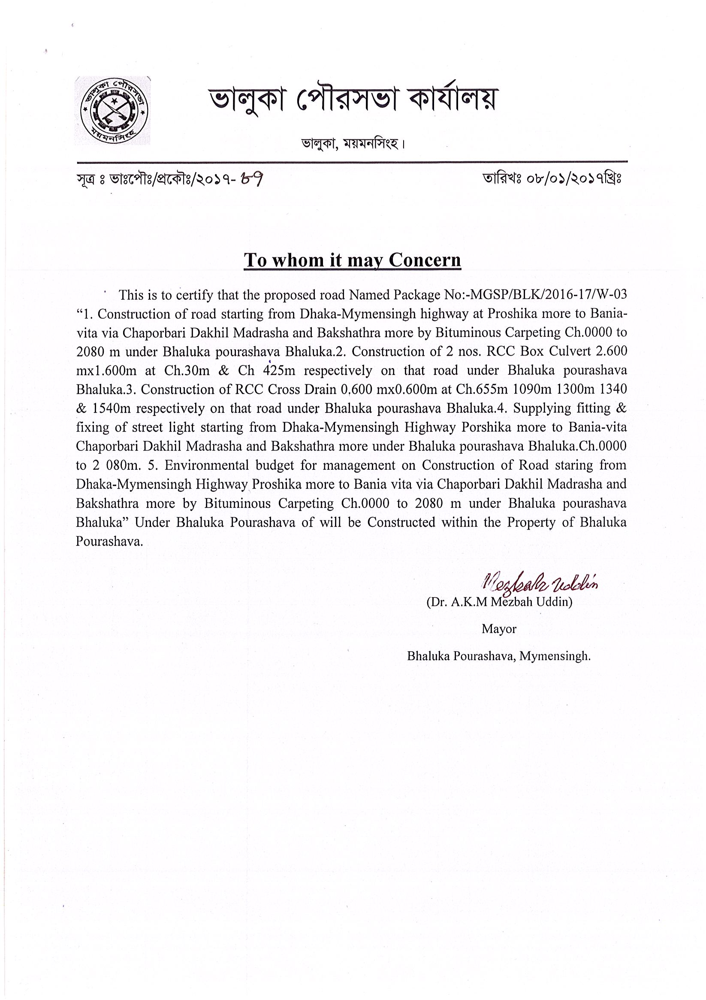 ভালুকা পৌরসভা
ময়মনসিংহ
ভালুকা পৌরসভা কার্যালয়
ভালুকা, ময়মনসিংহ।
সূত্র ঃ ভাঃপৌঃ/প্রকৌঃ/২০১৭- ৮৭
তারিখঃ ০৮/০১/২০১৭খ্রিঃ
To whom it may Concern
This is to certify that the proposed road Named Package No:-MGSP/BLK/2016-17/W-03
“1. Construction of road starting from Dhaka-Mymensingh highway at Proshika more to Bania-
vita via Chaporbari Dakhil Madrasha and Bakshathra more by Bituminous Carpeting Ch.0000 to
2080 m under Bhaluka pourashava Bhaluka.2. Construction of 2 nos. RCC Box Culvert 2.600
mx1.600m at Ch.30m & Ch 425m respectively on that road under Bhaluka pourashava
Bhaluka.3. Construction of RCC Cross Drain 0.600 mx0.600m at Ch.655m 1090m 1300m 1340
& 1540m respectively on that road under Bhaluka pourashava Bhaluka.4. Supplying fitting &
fixing of street light starting from Dhaka-Mymensingh Highway Porshika more to Bania-vita
Chaporbari Dakhil Madrasha and Bakshathra more under Bhaluka pourashava Bhaluka.Ch.0000
to 2 080m. 5. Environmental budget for management on Construction of Road staring from
Dhaka-Mymensingh Highway Proshika more to Bania vita via Chaporbari Dakhil Madrasha and
Bakshathra more by Bituminous Carpeting Ch.0000 to 2080 m under Bhaluka pourashava
Bhaluka” Under Bhaluka Pourashava of will be Constructed within the Property of Bhaluka
Pourashava.
Mezbah Uddin
(Dr. A.K.M Mezbah Uddin)
Mayor
Bhaluka Pourashava, Mymensingh.